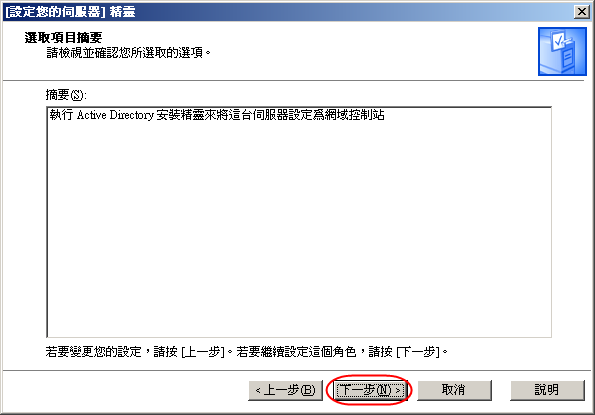 [設定您的伺服器] 精靈
選取項目摘要
請檢視並確認您所選取的選項。
摘要(S):
執行 Active Directory 安裝精靈來將這台伺服器設定為網域控制站
若要變更您的設定，請按 [上一步]。若要繼續設定這個角色，請按 [下一步]。
< 上一步(B) 下一步(N) > 取消 說明